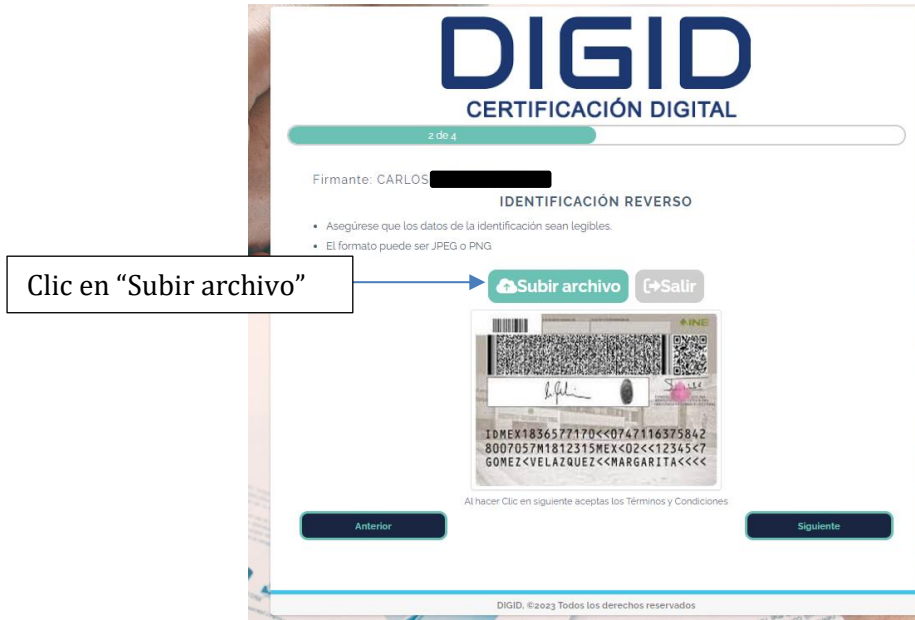 DIGID
CERTIFICACIÓN DIGITAL
2 de 4
Firmante: CARLOS
IDENTIFICACIÓN REVERSO
• Asegúrese que los datos de la identificación sean legibles.
• El formato puede ser JPEG o PNG
Clic en “Subir archivo”
Subir archivo
Salir
INE
IDMEX1836577170<<0747116375842
8007057M1812315MEX<02<<12345<7
GOMEZ<VELAZQUEZ<<MARGARITA<<<<
Al hacer Clic en siguiente aceptas los Términos y Condiciones
Anterior
Siguiente
DIGID, ©2023 Todos los derechos reservados